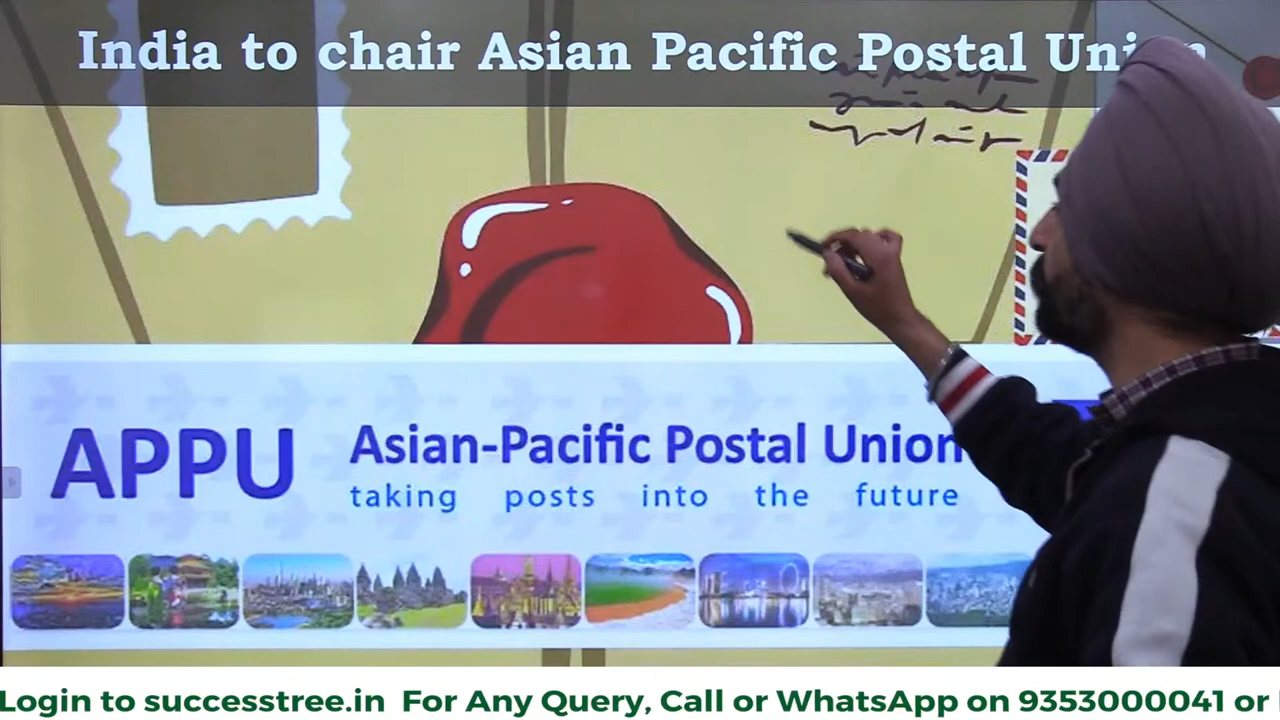 India to chair Asian Pacific Postal Un
APPU
Asian-Pacific Postal Union
taking posts into the future
Login to successtree.in For Any Query, Call or WhatsApp on 9353000041 or